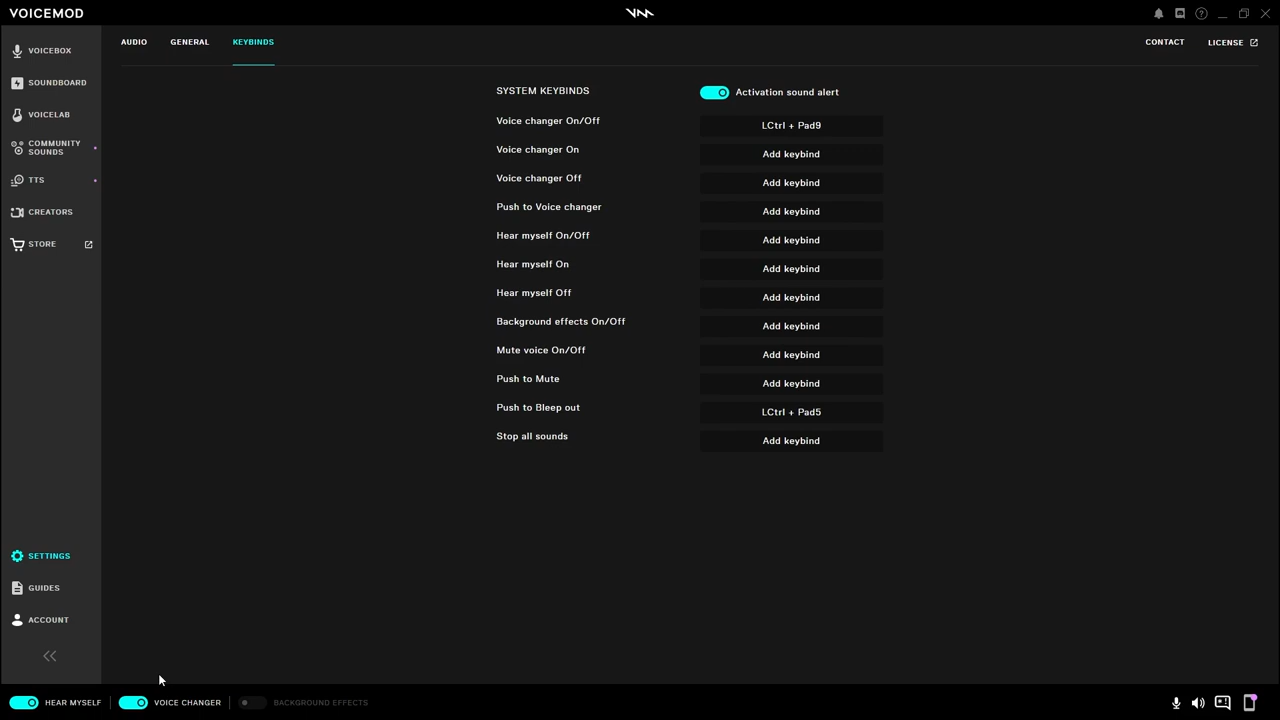 VOICEMOD
VOICEBOX
SOUNDBOARD
VOICELAB
COMMUNITY
SOUNDS
TTS
CREATORS
STORE
SETTINGS
GUIDES
ACCOUNT
AUDIO GENERAL KEYBINDS CONTACT LICENSE
SYSTEM KEYBINDS Activation sound alert
Voice changer On/Off LCtrl + Pad9
Voice changer On Add keybind
Voice changer Off Add keybind
Push to Voice changer Add keybind
Hear myself On/Off Add keybind
Hear myself On Add keybind
Hear myself Off Add keybind
Background effects On/Off Add keybind
Mute voice On/Off Add keybind
Push to Mute Add keybind
Push to Bleep out LCtrl + Pad5
Stop all sounds Add keybind
HEAR MYSELF VOICE CHANGER BACKGROUND EFFECTS